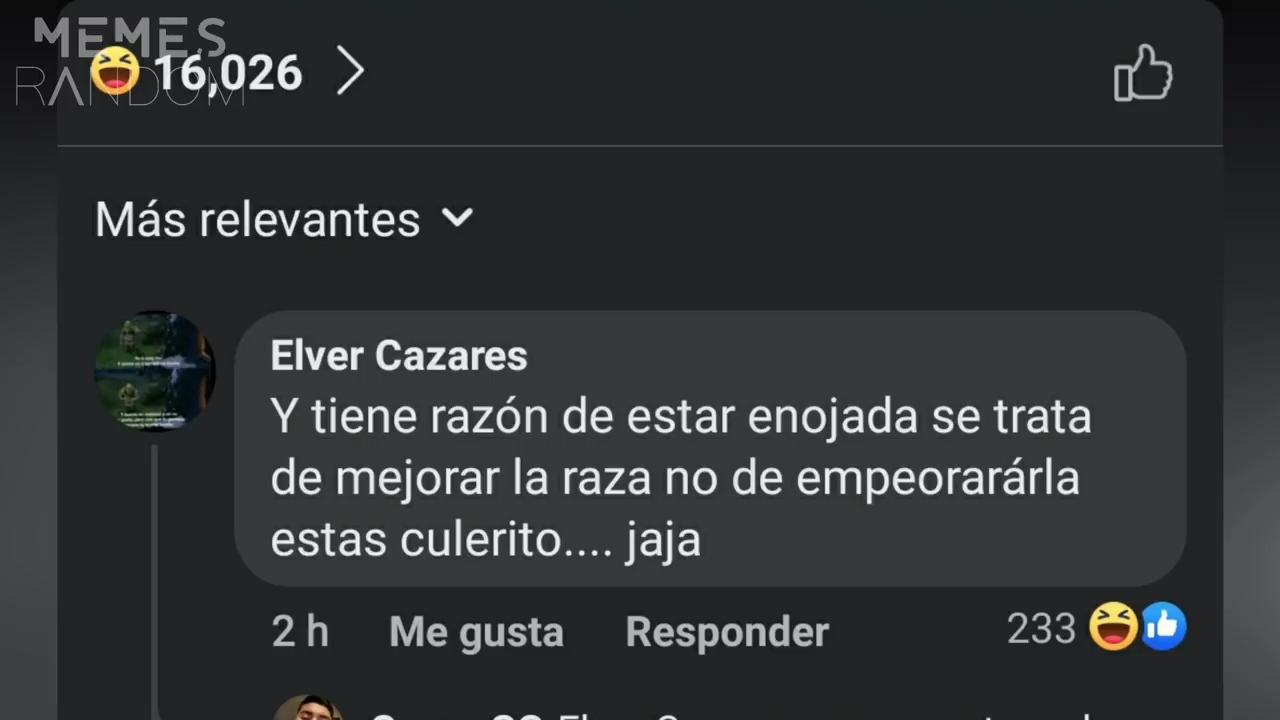 MEMES
RANDOM
16,026
Más relevantes
Elver Cazares
Y tiene razón de estar enojada se trata
de mejorar la raza no de empeorarárla
estas culerito.... jaja
2 h Me gusta Responder 233